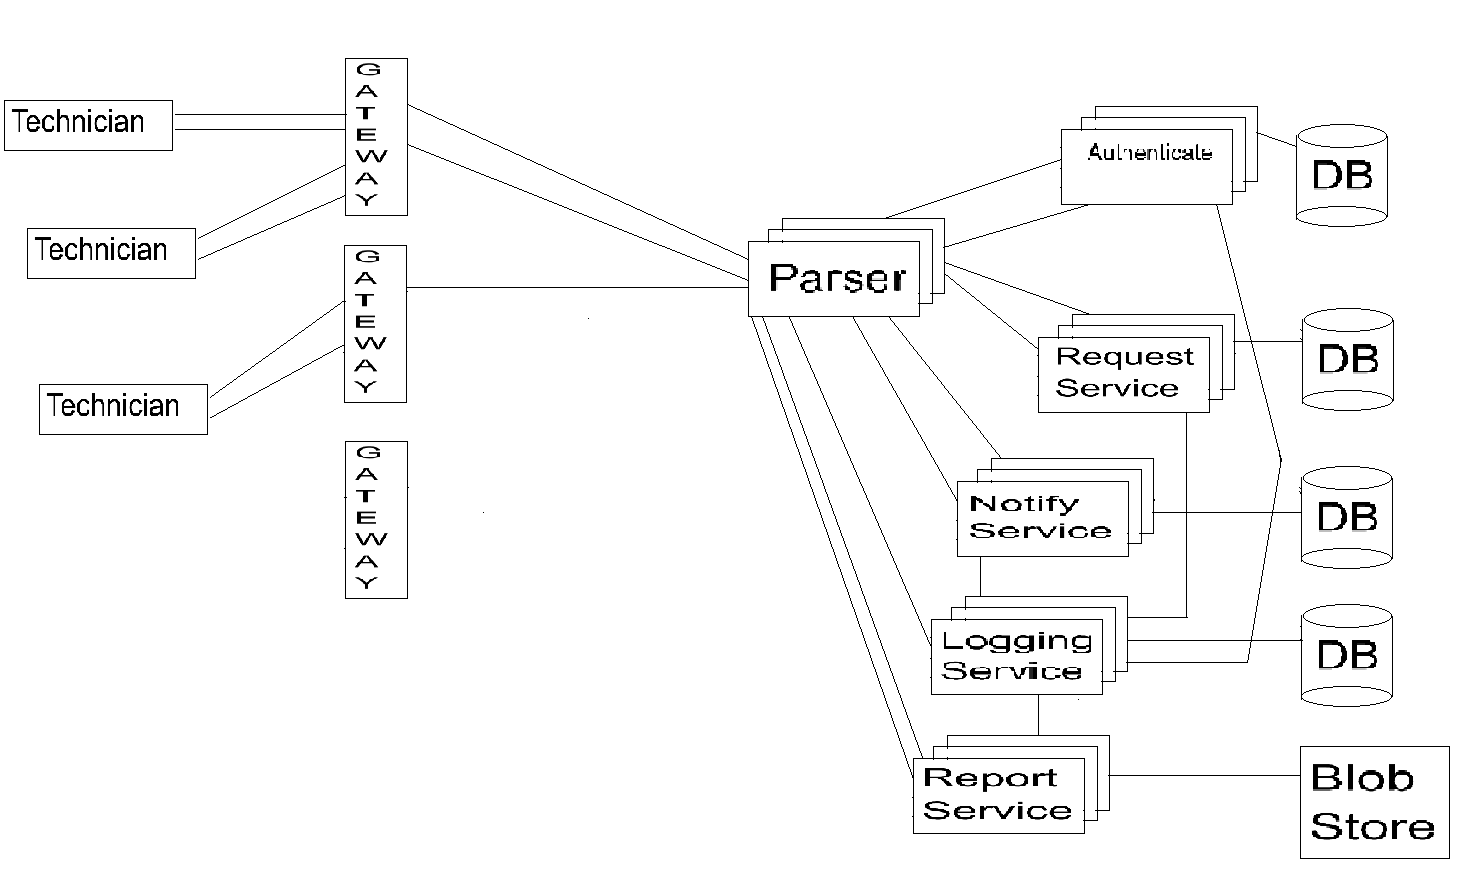 Technician
Technician
Technician
G
A
T
E
W
A
Y
G
A
T
E
W
A
Y
G
A
T
E
W
A
Y
Parser
Authenticate
DB
Request
Service
DB
Notify
Service
DB
Logging
Service
DB
Report
Service
Blob
Store